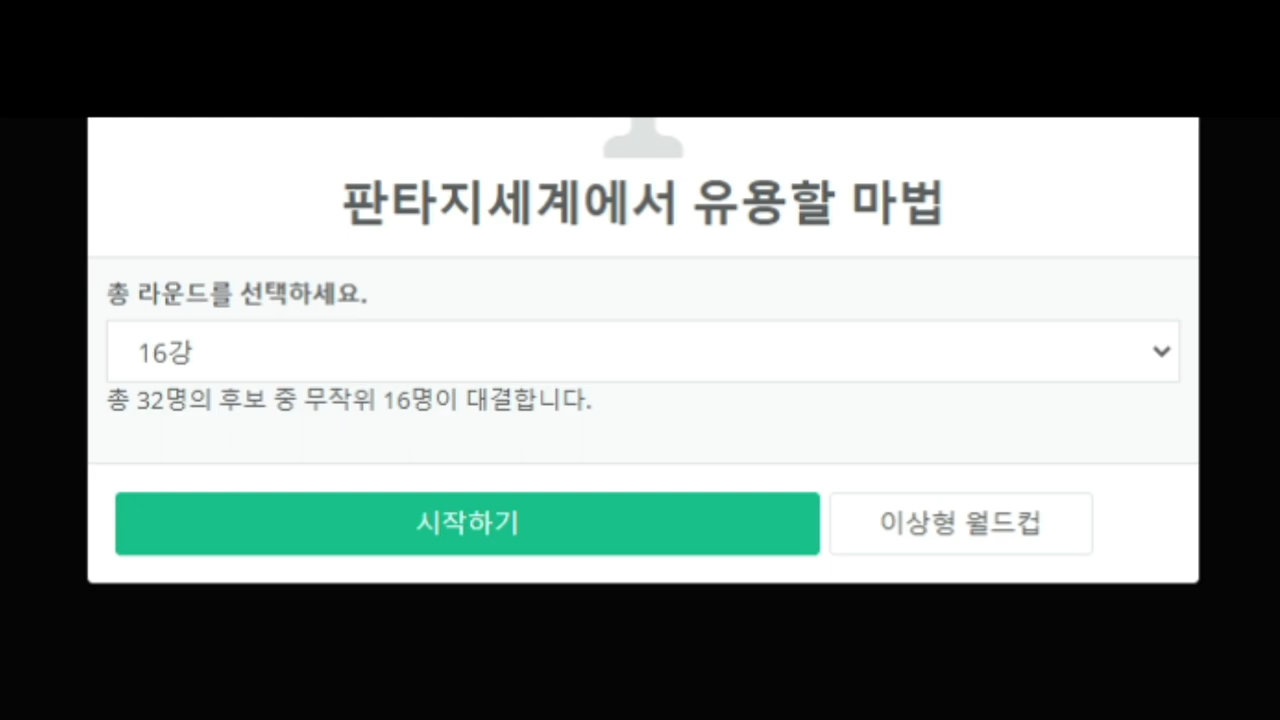 판타지세계에서 유용할 마법
총 라운드를 선택하세요.
16강
총 32명의 후보 중 무작위 16명이 대결합니다.
시작하기
이상형 월드컵